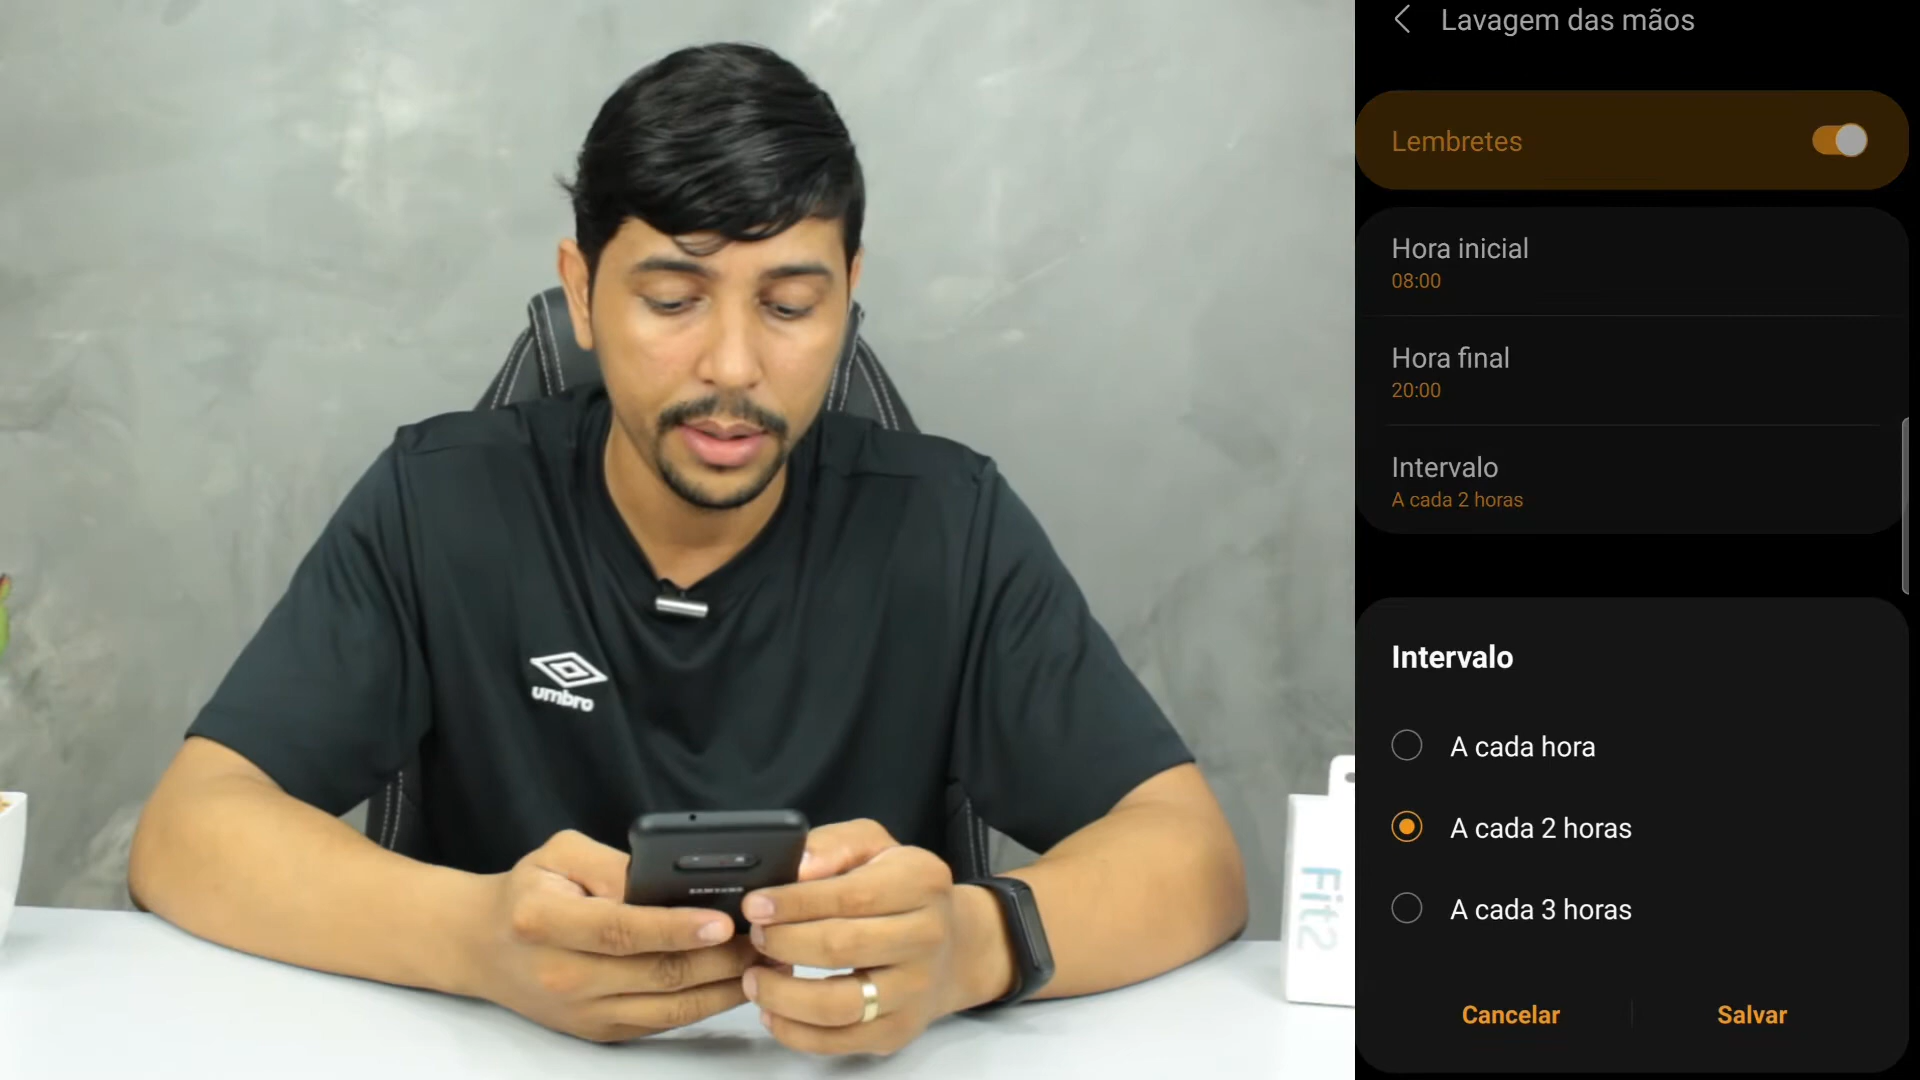 Lavagem das mãos
Lembretes
Hora inicial
08:00
Hora final
20:00
Intervalo
A cada 2 horas
Intervalo
A cada hora
A cada 2 horas
A cada 3 horas
Cancelar
Salvar
umbro
SAMSUNG
Fit2